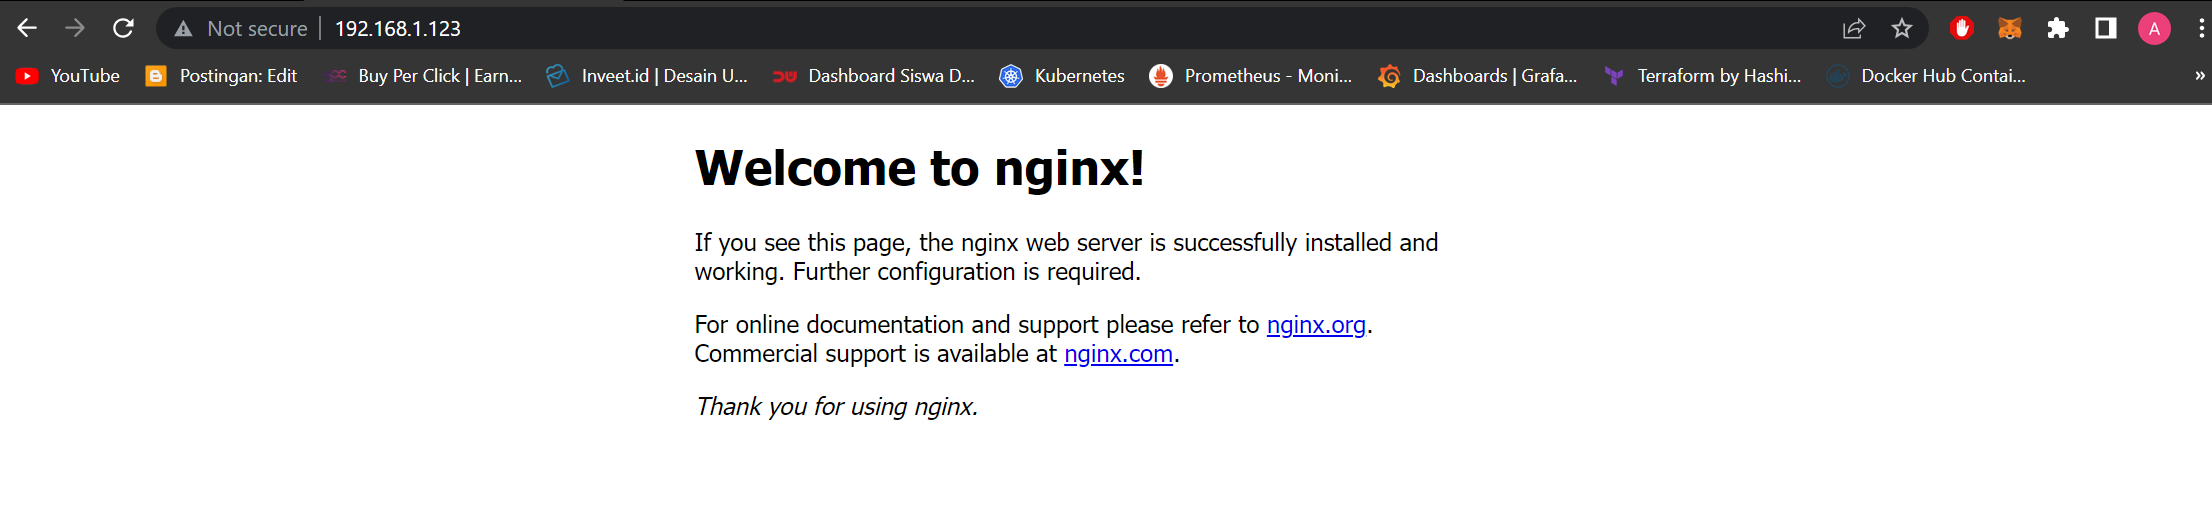 Not secure 192.168.1.123 A
YouTube Postingan: Edit Buy Per Click | Earn... Inveet.id | Desain U... Dashboard Siswa D... Kubernetes Prometheus - Moni... Dashboards | Grafa... Terraform by Hashi... Docker Hub Contai... »
Welcome to nginx!
If you see this page, the nginx web server is successfully installed and
working. Further configuration is required.
For online documentation and support please refer to nginx.org.
Commercial support is available at nginx.com.
Thank you for using nginx.